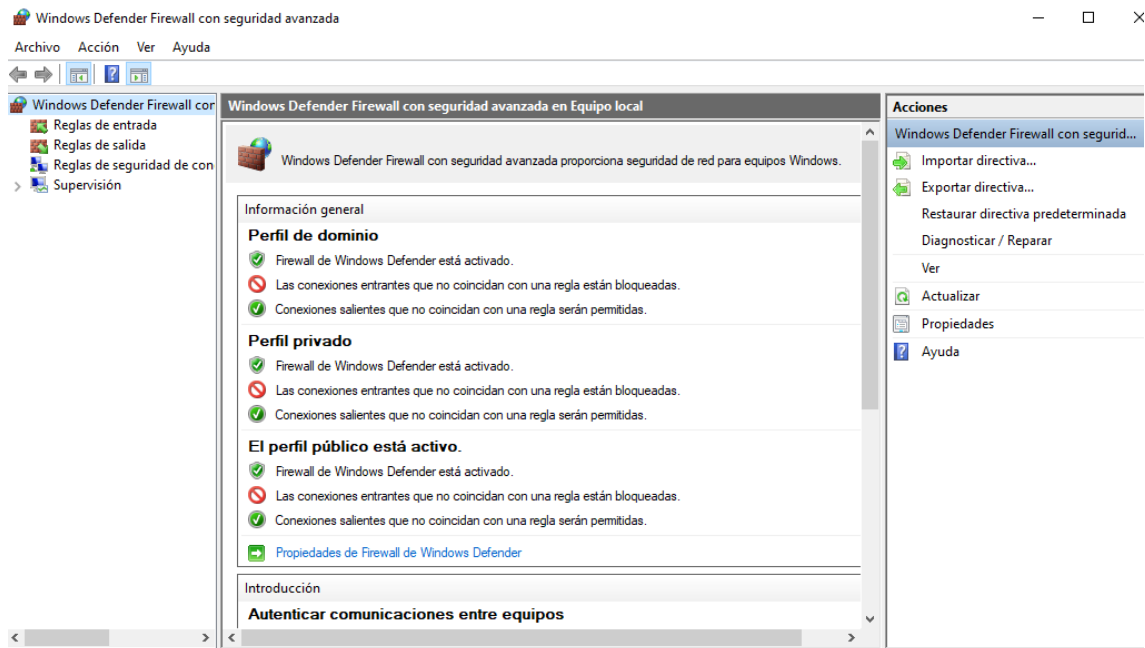 Windows Defender Firewall con seguridad avanzada
Archivo Acción Ver Ayuda
Windows Defender Firewall con
Reglas de entrada
Reglas de salida
Reglas de seguridad de con
Supervisión
Windows Defender Firewall con seguridad avanzada en Equipo local
Windows Defender Firewall con seguridad avanzada proporciona seguridad de red para equipos Windows.
Información general
Perfil de dominio
Firewall de Windows Defender está activado.
Las conexiones entrantes que no coincidan con una regla están bloqueadas.
Conexiones salientes que no coincidan con una regla serán permitidas.
Perfil privado
Firewall de Windows Defender está activado.
Las conexiones entrantes que no coincidan con una regla están bloqueadas.
Conexiones salientes que no coincidan con una regla serán permitidas.
El perfil público está activo.
Firewall de Windows Defender está activado.
Las conexiones entrantes que no coincidan con una regla están bloqueadas.
Conexiones salientes que no coincidan con una regla serán permitidas.
Propiedades de Firewall de Windows Defender
Introducción
Autenticar comunicaciones entre equipos
Acciones
Windows Defender Firewall con segurid...
Importar directiva...
Exportar directiva...
Restaurar directiva predeterminada
Diagnosticar / Reparar
Ver
Actualizar
Propiedades
Ayuda